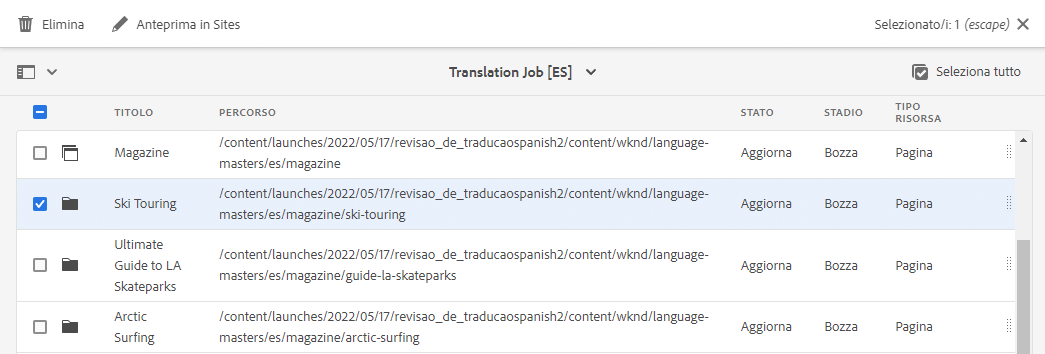 Elimina Anteprima in Sites Selezionato/i: 1 (escape)
Translation Job [ES] Seleziona tutto
TITOLO PERCORSO STATO STADIO TIPO RISORSA
Magazine /content/launches/2022/05/17/revisao_de_traducaospanish2/content/wknd/language-
masters/es/magazine Aggiorna Bozza Pagina
Ski Touring /content/launches/2022/05/17/revisao_de_traducaospanish2/content/wknd/language-
masters/es/magazine/ski-touring Aggiorna Bozza Pagina
Ultimate
Guide to LA
Skateparks /content/launches/2022/05/17/revisao_de_traducaospanish2/content/wknd/language-
masters/es/magazine/guide-la-skateparks Aggiorna Bozza Pagina
Arctic
Surfing /content/launches/2022/05/17/revisao_de_traducaospanish2/content/wknd/language-
masters/es/magazine/arctic-surfing Aggiorna Bozza Pagina